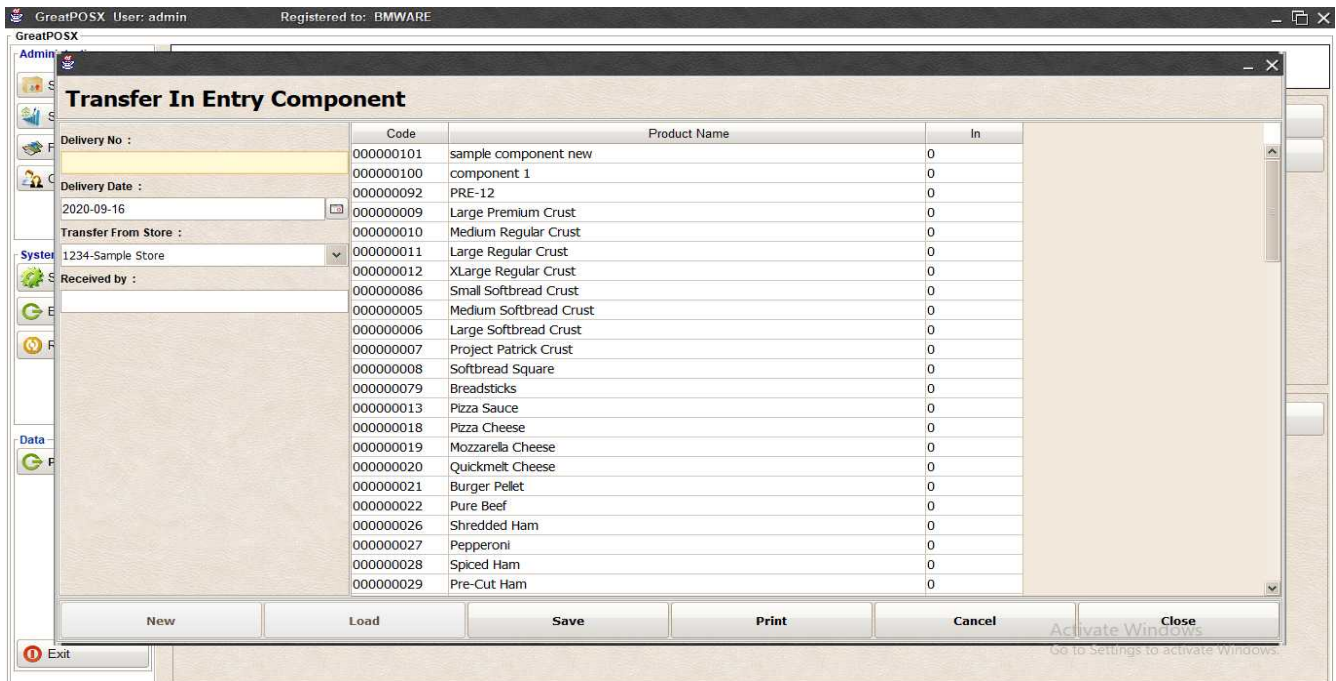 GreatPOSX User: admin Registered to: BMWARE
GreatPOSX
Admin
Transfer In Entry Component
Delivery No :
Delivery Date :
2020-09-16
Transfer From Store :
1234-Sample Store
Received by :
Code Product Name In
000000101 sample component new 0
000000100 component 1 0
000000092 PRE-12 0
000000009 Large Premium Crust 0
000000010 Medium Regular Crust 0
000000011 Large Regular Crust 0
000000012 XLarge Regular Crust 0
000000086 Small Softbread Crust 0
000000005 Medium Softbread Crust 0
000000006 Large Softbread Crust 0
000000007 Project Patrick Crust 0
000000008 Softbread Square 0
000000079 Breadsticks 0
000000013 Pizza Sauce 0
000000018 Pizza Cheese 0
000000019 Mozzarella Cheese 0
000000020 Quickmelt Cheese 0
000000021 Burger Pellet 0
000000022 Pure Beef 0
000000026 Shredded Ham 0
000000027 Pepperoni 0
000000028 Spiced Ham 0
000000029 Pre-Cut Ham 0
System
Data
New Load Save Print Cancel Close
Activate Windows
Go to Settings to activate Windows.
Exit